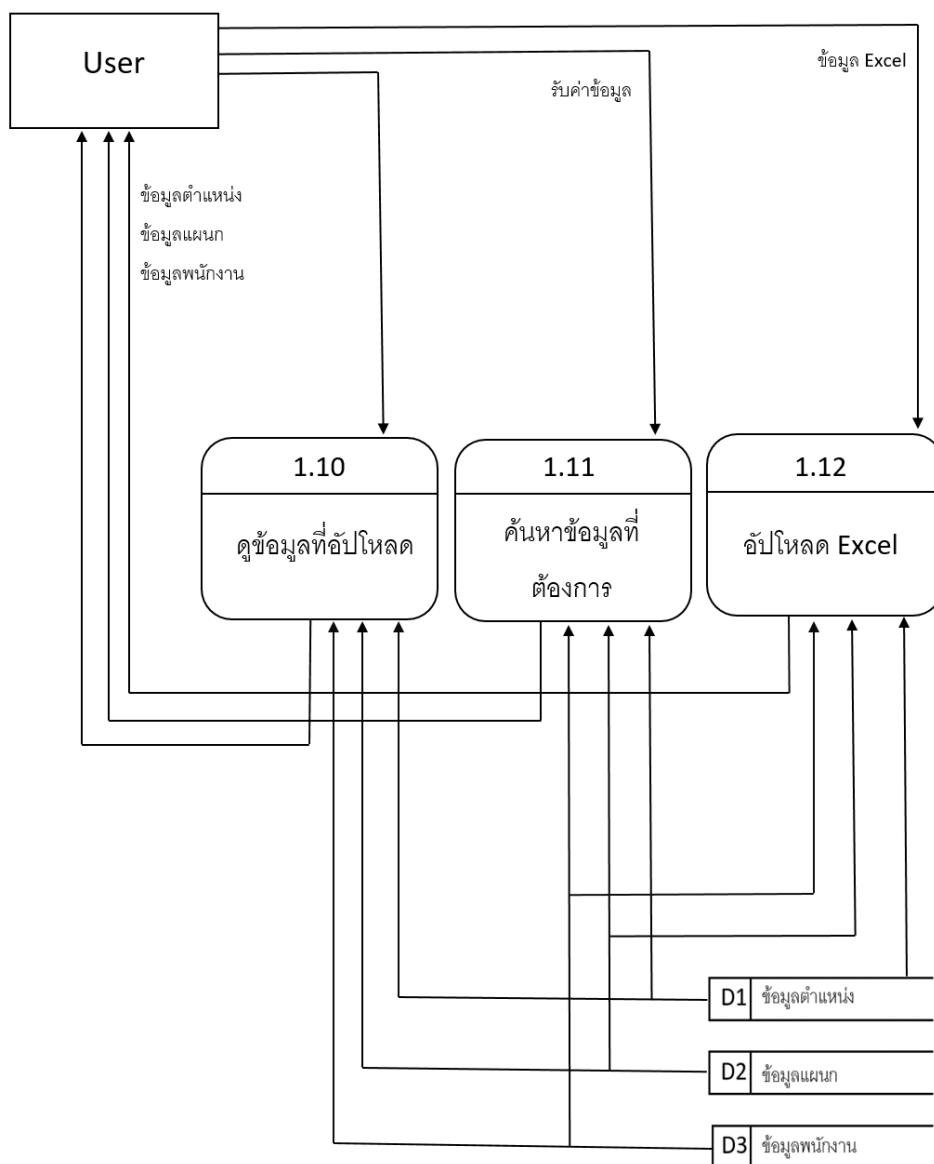 User
ข้อมูล Excel
รับค่าข้อมูล
ข้อมูลตำแหน่ง
ข้อมูลแผนก
ข้อมูลพนักงาน
1.10
ดูข้อมูลที่อัปโหลด
1.11
ค้นหาข้อมูลที่
ต้องการ
1.12
อัปโหลด Excel
D1 ข้อมูลตำแหน่ง
D2 ข้อมูลแผนก
D3 ข้อมูลพนักงาน